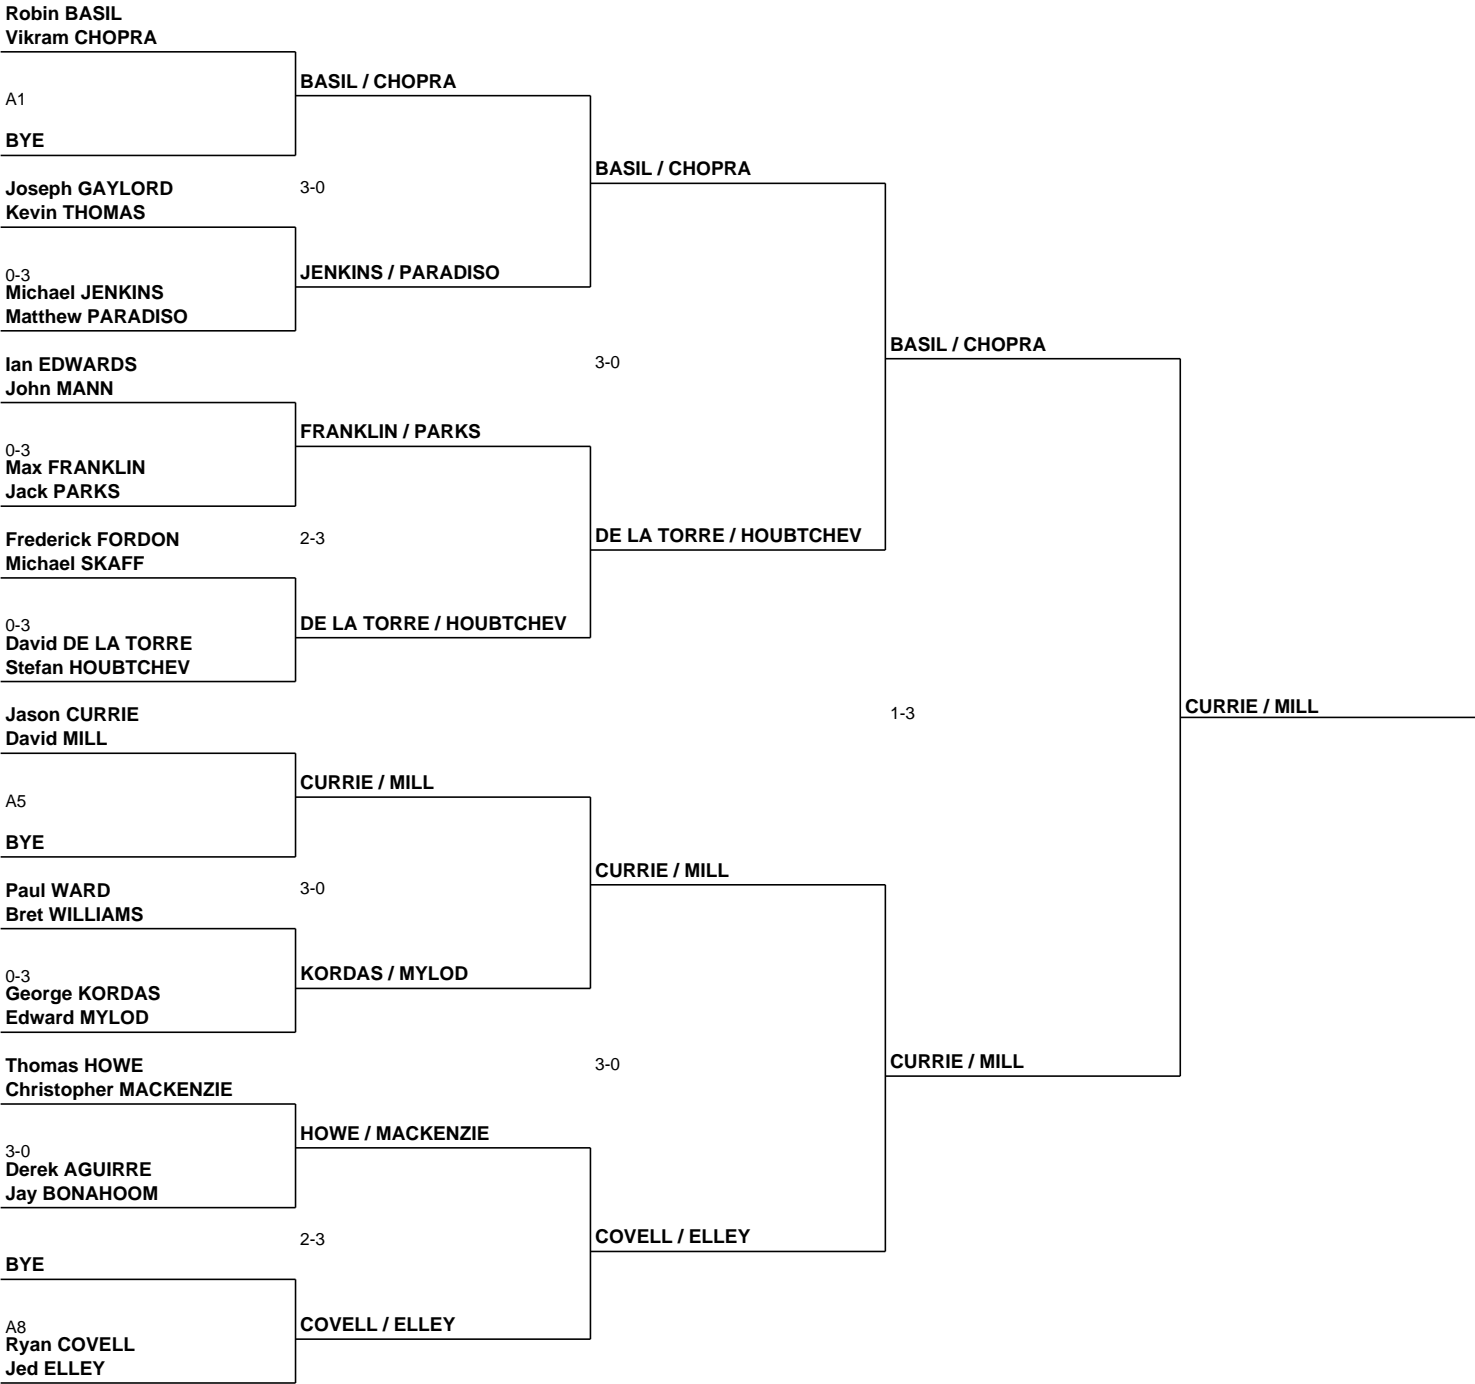 Robin BASIL
Vikram CHOPRA
A1
BYE
Joseph GAYLORD
Kevin THOMAS
0-3
Michael JENKINS
Matthew PARADISO
Ian EDWARDS
John MANN
0-3
Max FRANKLIN
Jack PARKS
Frederick FORDON
Michael SKAFF
0-3
David DE LA TORRE
Stefan HOUBTCHEV
Jason CURRIE
David MILL
A5
BYE
Paul WARD
Bret WILLIAMS
0-3
George KORDAS
Edward MYLOD
Thomas HOWE
Christopher MACKENZIE
3-0
Derek AGUIRRE
Jay BONAHOOM
BYE
A8
Ryan COVELL
Jed ELLEY
BASIL / CHOPRA
3-0
JENKINS / PARADISO
FRANKLIN / PARKS
2-3
DE LA TORRE / HOUBTCHEV
CURRIE / MILL
3-0
KORDAS / MYLOD
HOWE / MACKENZIE
2-3
COVELL / ELLEY
BASIL / CHOPRA
3-0
DE LA TORRE / HOUBTCHEV
CURRIE / MILL
3-0
COVELL / ELLEY
BASIL / CHOPRA
1-3
CURRIE / MILL
CURRIE / MILL